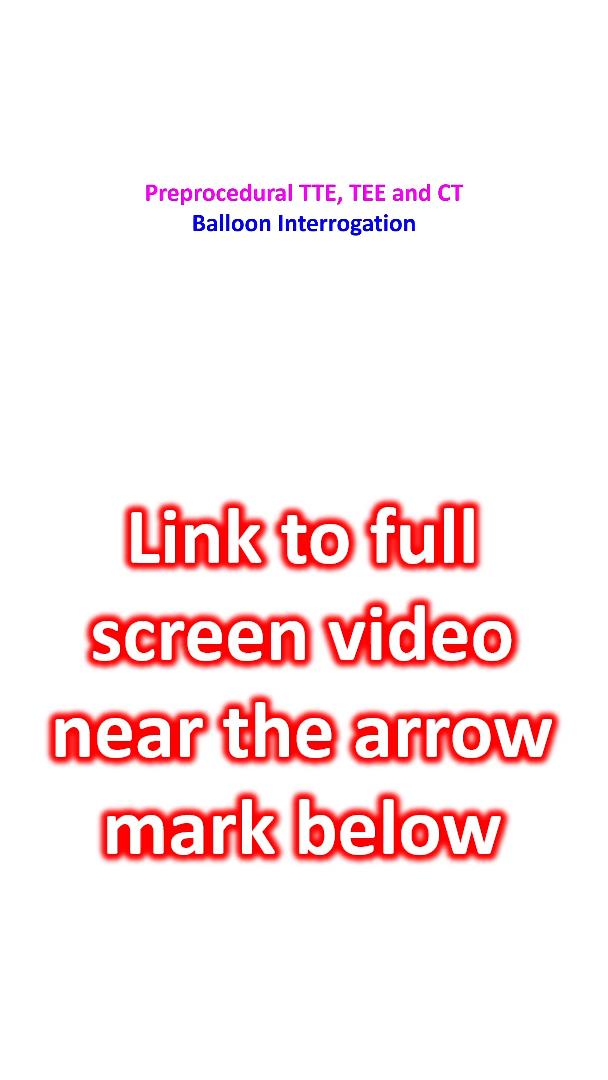 Preprocedural TTE, TEE and CT
Balloon Interrogation
Link to full
screen video
near the arrow
mark below